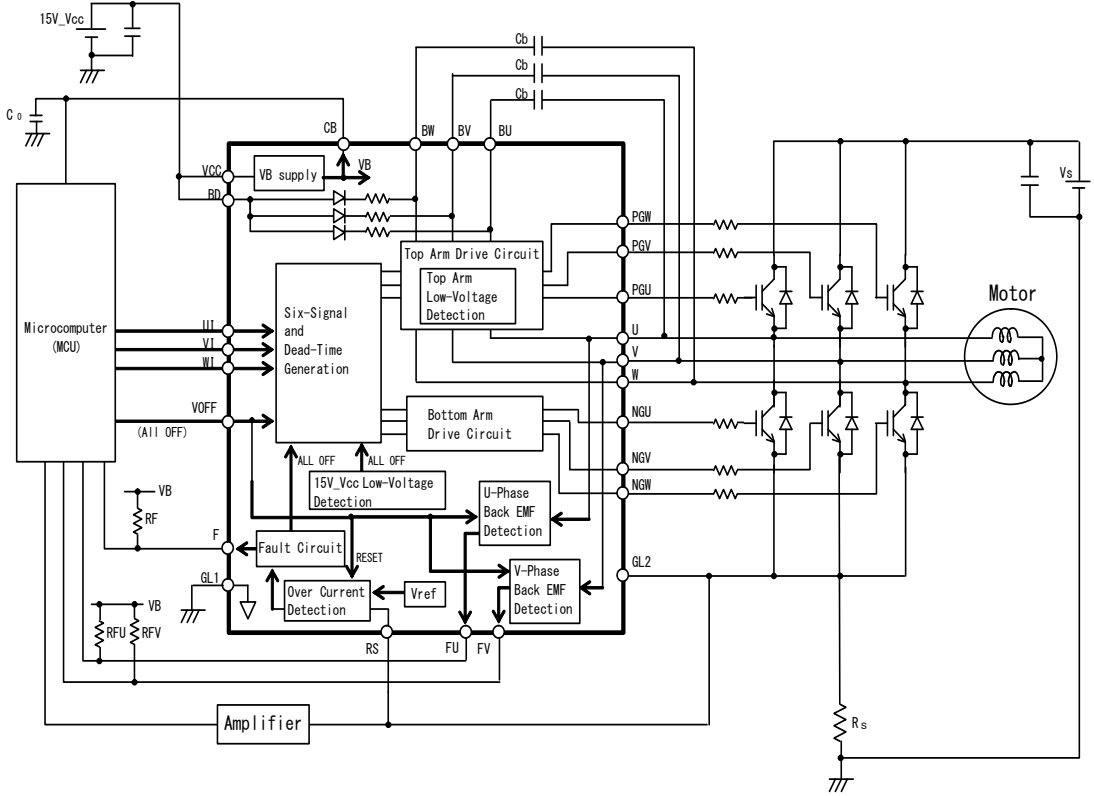 15V_Vcc
Cb
Cb
Cb
C0
CB
BW
BV
BU
VCC
VB supply
VB
BD
Vs
PGW
PGV
PGU
Top Arm Drive Circuit
Top Arm
Low-Voltage
Detection
Six-Signal
and
Dead-Time
Generation
Microcomputer
(MCU)
UI
VI
WI
VOFF
(All OFF)
U
V
W
Motor
Bottom Arm
Drive Circuit
NGU
NGV
NGW
ALL OFF
ALL OFF
15V_Vcc Low-Voltage
Detection
U-Phase
Back EMF
Detection
VB
RF
F
Fault Circuit
RESET
V-Phase
Back EMF
Detection
GL2
GL1
Over Current
Detection
Vref
VB
RFU
RFV
RS
FU
FV
Amplifier
Rs